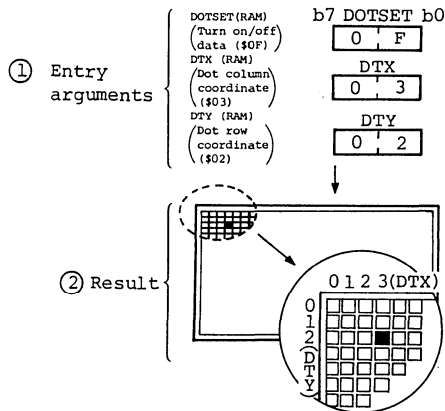 DOTSET(RAM)
(Turn on/off
data ($0F))
DTX (RAM)
(Dot column
coordinate
($03))
DTY (RAM)
(Dot row
coordinate
($02))
① Entry
arguments
b7 DOTSET b0
0 F
DTX
0 3
DTY
0 2
② Result
0 1 2 3(DTX)
0
1
2
(DTY)